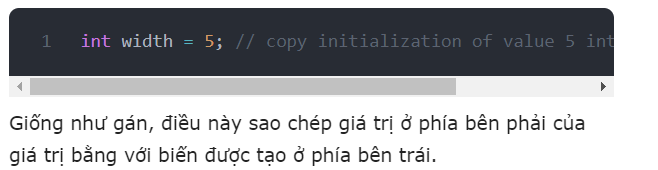 1 int width = 5; // copy initialization of value 5 int
Giống như gán, điều này sao chép giá trị ở phía bên phải của
giá trị bằng với biến được tạo ở phía bên trái.